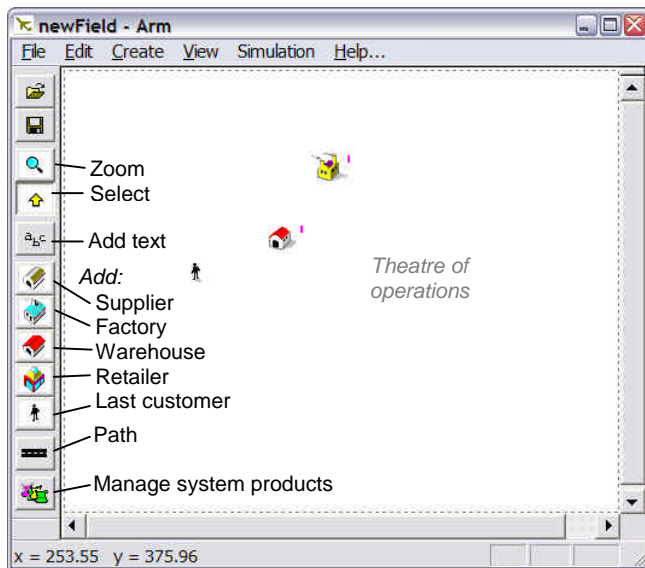 newField - Arm
File Edit Create View Simulation Help...
Zoom
Select
abc
Add text
Theatre of
operations
Add:
Supplier
Factory
Warehouse
Retailer
Last customer
Path
Manage system products
x = 253.55 y = 375.96